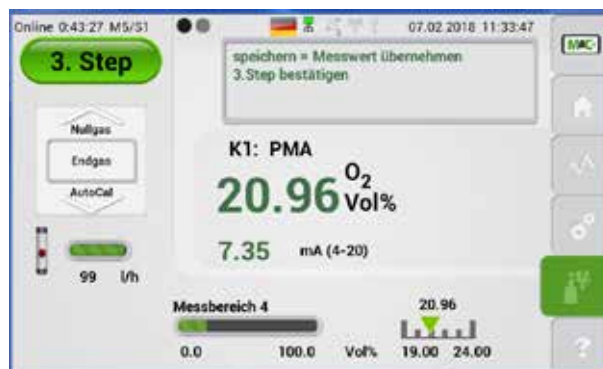 Online 0:43:27 M5/S1
07.02.2018 11:33:47
3. Step
speichern = Messwert übernehmen
3.Step bestätigen
MAC
Nullgas
Endgas
AutoCal
K1: PMA
20.96 O2 Vol%
7.35 mA (4-20)
99 l/h
Messbereich 4
20.96
0.0 100.0 Vol% 19.00 24.00
?